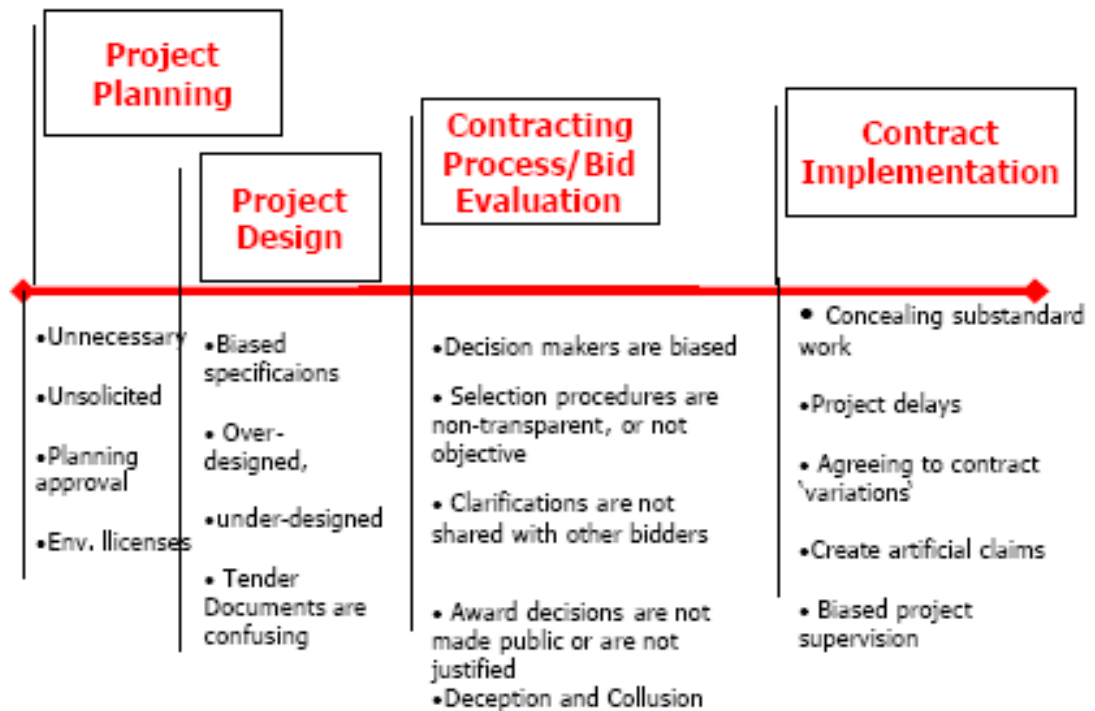 Project
Planning
Project
Design
Contracting
Process/Bid
Evaluation
Contract
Implementation
•Unnecessary
•Unsolicited
•Planning
approval
•Env. llicenses
•Biased
specificaions
• Over-
designed,
•under-designed
• Tender
Documents are
confusing
•Decision makers are biased
• Selection procedures are
non-transparent, or not
objective
• Clarifications are not
shared with other bidders
• Award decisions are not
made public or are not
justified
•Deception and Collusion
• Concealing substandard
work
•Project delays
• Agreeing to contract
‛variations‛
•Create artificial claims
• Biased project
supervision